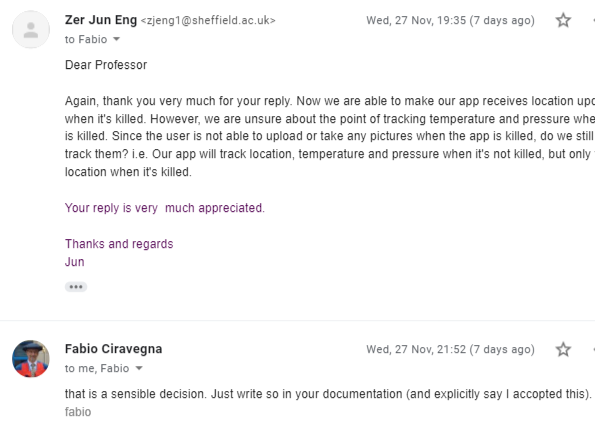 Zer Jun Eng <zjeng1@sheffield.ac.uk> Wed, 27 Nov, 19:35 (7 days ago)
to Fabio
Dear Professor
Again, thank you very much for your reply. Now we are able to make our app receives location
when it's killed. However, we are unsure about the point of tracking temperature and pressure
is killed. Since the user is not able to upload or take any pictures when the app is killed, do we still
track them? i.e. Our app will track location, temperature and pressure when it's not killed, but only
location when it's killed.
Your reply is very much appreciated.
Thanks and regards
Jun
Fabio Ciravegna Wed, 27 Nov, 21:52 (7 days ago)
to me, Fabio
that is a sensible decision. Just write so in your documentation (and explicitly say I accopted this).
fabio